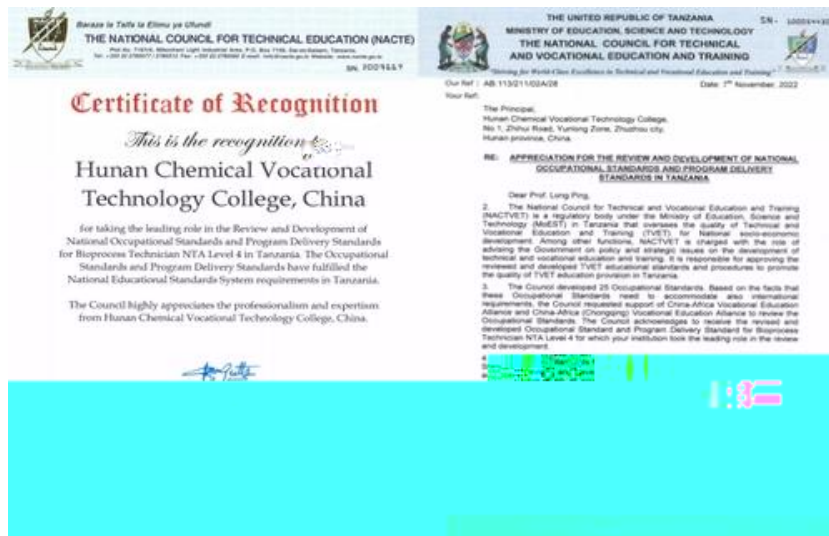 Baraza la Taifa la Elimu ya Ufundi
THE NATIONAL COUNCIL FOR TECHNICAL EDUCATION (NACTE)
Certificate of Recognition
This is the recognition
Hunan Chemical Vocational
Technology College, China
for taking the leading role in the Review and Development of
National Occupational Standards and Program Delivery Standards
for Bioprocess Technician NTA Level 4 in Tanzania. The Occupational
Standards and Program Delivery Standards have fulfilled the
National Educational Standards System requirements in Tanzania.
The Council highly appreciates the professionalism and expertism
from Hunan Chemical Vocational Technology College, China.
THE UNITED REPUBLIC OF TANZANIA
MINISTRY OF EDUCATION, SCIENCE AND TECHNOLOGY
THE NATIONAL COUNCIL FOR TECHNICAL
AND VOCATIONAL EDUCATION AND TRAINING
"Striving for World-Class Excellence in Technical and Vocational Education and Training"
Our Ref : AB.113/211/02A/28 Date: 7th November, 2022
Your Ref:
The Principal,
Hunan Chemical Vocational Technology College,
No 1, Zhihui Road, Yunlong Zone, Zhuzhou city,
Hunan province, China.
RE: APPRECIATION FOR THE REVIEW AND DEVELOPMENT OF NATIONAL
OCCUPATIONAL STANDARDS AND PROGRAM DELIVERY
STANDARDS IN TANZANIA
Dear Prof. Long Ping,
2. The National Council for Technical and Vocational Education and Training
(NACTVET) is a regulatory body under the Ministry of Education, Science and
Technology (MoEST) in Tanzania that oversees the quality of Technical and
Vocational Education and Training (TVET) for National socio-economic
development. Among other functions, NACTVET is charged with the role of
advising the Government on policy and strategic issues on the development of
technical and vocational education and training. It is responsible for approving the
reviewed and developed TVET educational standards and procedures to promote
the quality of TVET education provision in Tanzania.
3. The Council developed 25 Occupational Standards. Based on the facts that
these Occupational Standards need to accommodate also international
requirements, the Council requested support of China-Africa Vocational Education
Alliance and China-Africa (Chongqing) Vocational Education Alliance to review the
Occupational Standards. The Council acknowledges to receive the revised and
developed Occupational Standard and Program Delivery Standard for Bioprocess
Technician NTA Level 4 for which your institution took the leading role in the review
and development.